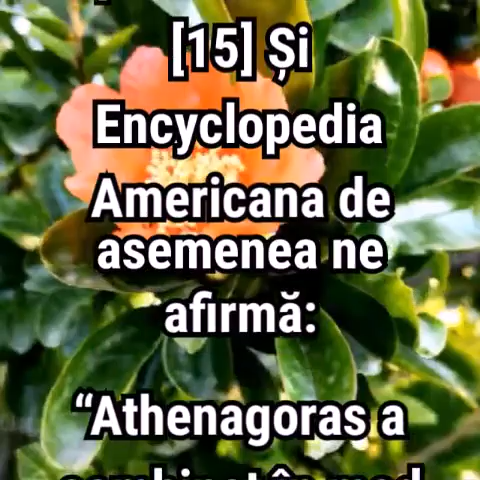 [15] Și
Encyclopedia
Americana de
asemenea ne
afirmă:
“Athenagoras a
combinat în mod